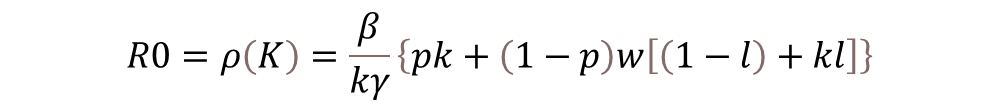 R0 = ρ(K) = β/kγ {pk + (1 − p)w[(1 − l) + kl]}